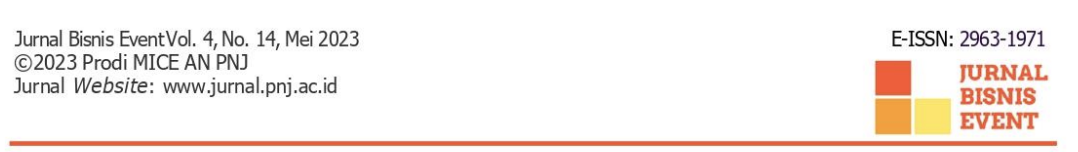 Jurnal Bisnis EventVol. 4, No. 14, Mei 2023
©2023 Prodi MICE AN PNJ
Jurnal Website: www.jurnal.pnj.ac.id
E-ISSN: 2963-1971
JURNAL
BISNIS
EVENT